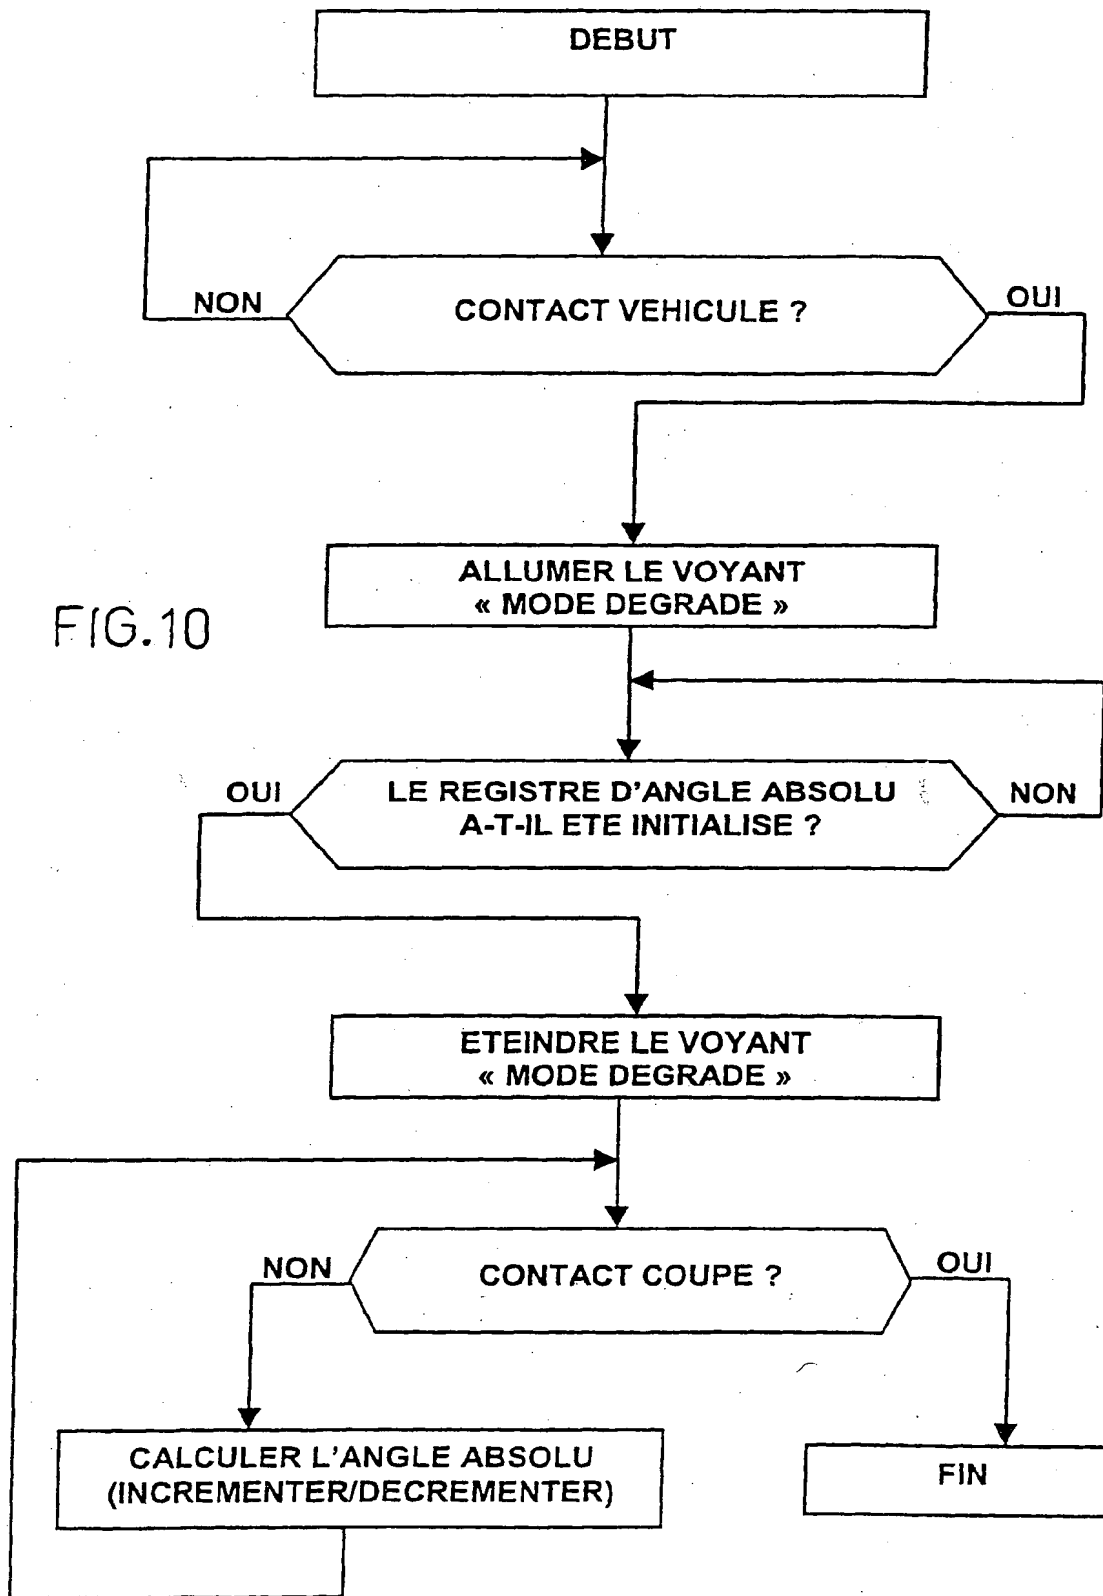 DEBUT
NON
CONTACT VEHICULE ?
OUI
ALLUMER LE VOYANT
« MODE DEGRADE »
FIG.10
OUI
LE REGISTRE D'ANGLE ABSOLU
A-T-IL ETE INITIALISE ?
NON
ETEINDRE LE VOYANT
« MODE DEGRADE »
NON
CONTACT COUPE ?
OUI
CALCULER L'ANGLE ABSOLU
(INCREMENTER/DECREMENTER)
FIN